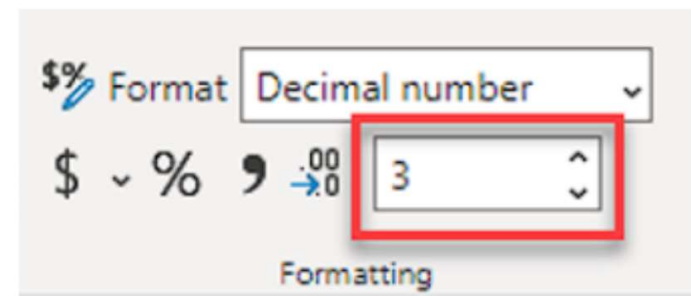 $% Format Decimal number
$ % , .00 →.0 3
Formatting